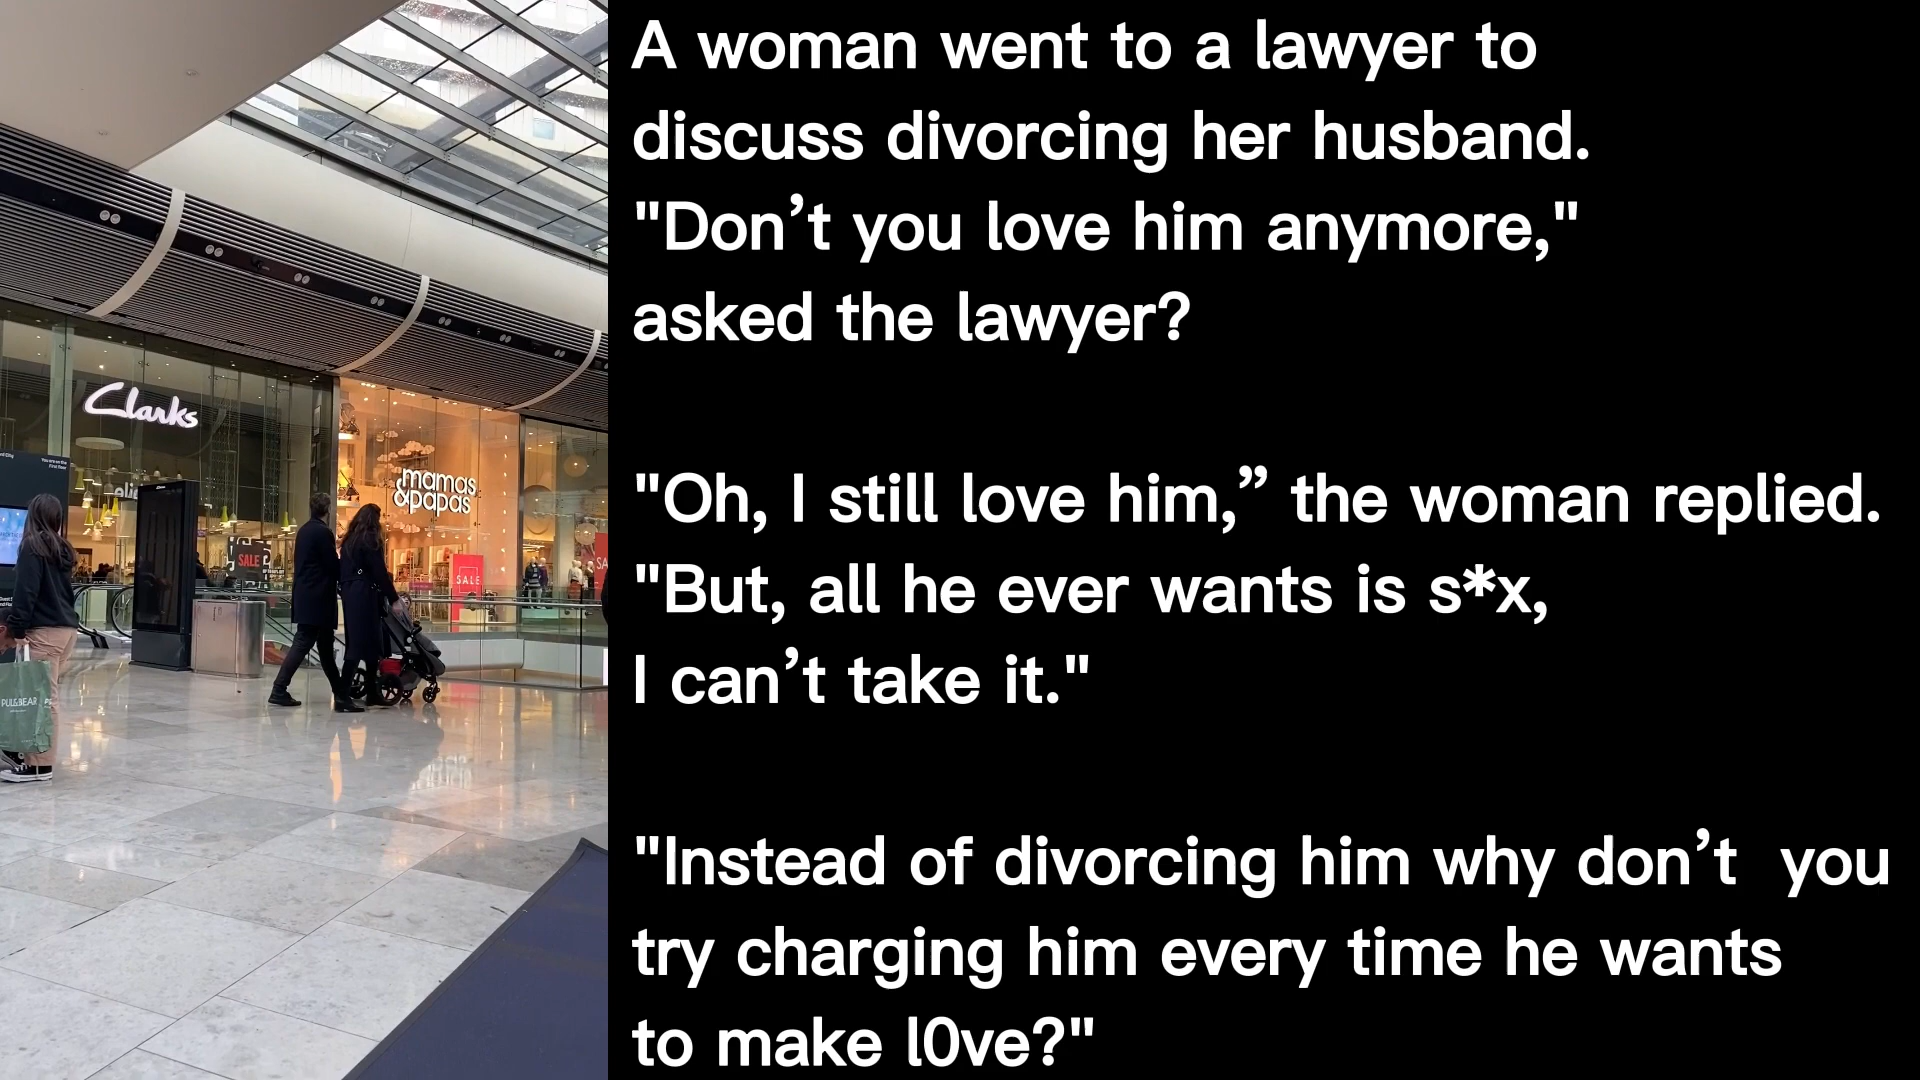 A woman went to a lawyer to
discuss divorcing her husband.
"Don’t you love him anymore,"
asked the lawyer?
"Oh, I still love him,” the woman replied.
"But, all he ever wants is s*x,
I can’t take it."
"Instead of divorcing him why don’t  you
try charging him every time he wants
to make l0ve?"
Clarks
mamas
&papas
SALE
SALE
PULL&BEAR